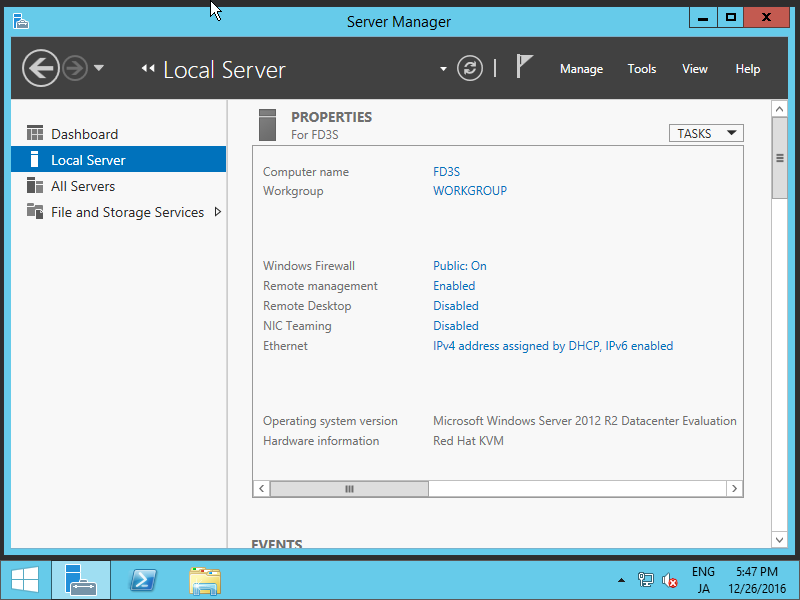 Server Manager
Local Server
Manage Tools View Help
Dashboard
Local Server
All Servers
File and Storage Services
PROPERTIES
For FD3S
TASKS
Computer name FD3S
Workgroup WORKGROUP
Windows Firewall Public: On
Remote management Enabled
Remote Desktop Disabled
NIC Teaming Disabled
Ethernet IPv4 address assigned by DHCP, IPv6 enabled
Operating system version Microsoft Windows Server 2012 R2 Datacenter Evaluation
Hardware information Red Hat KVM
EVENTS
ENG 5:47 PM
JA 12/26/2016